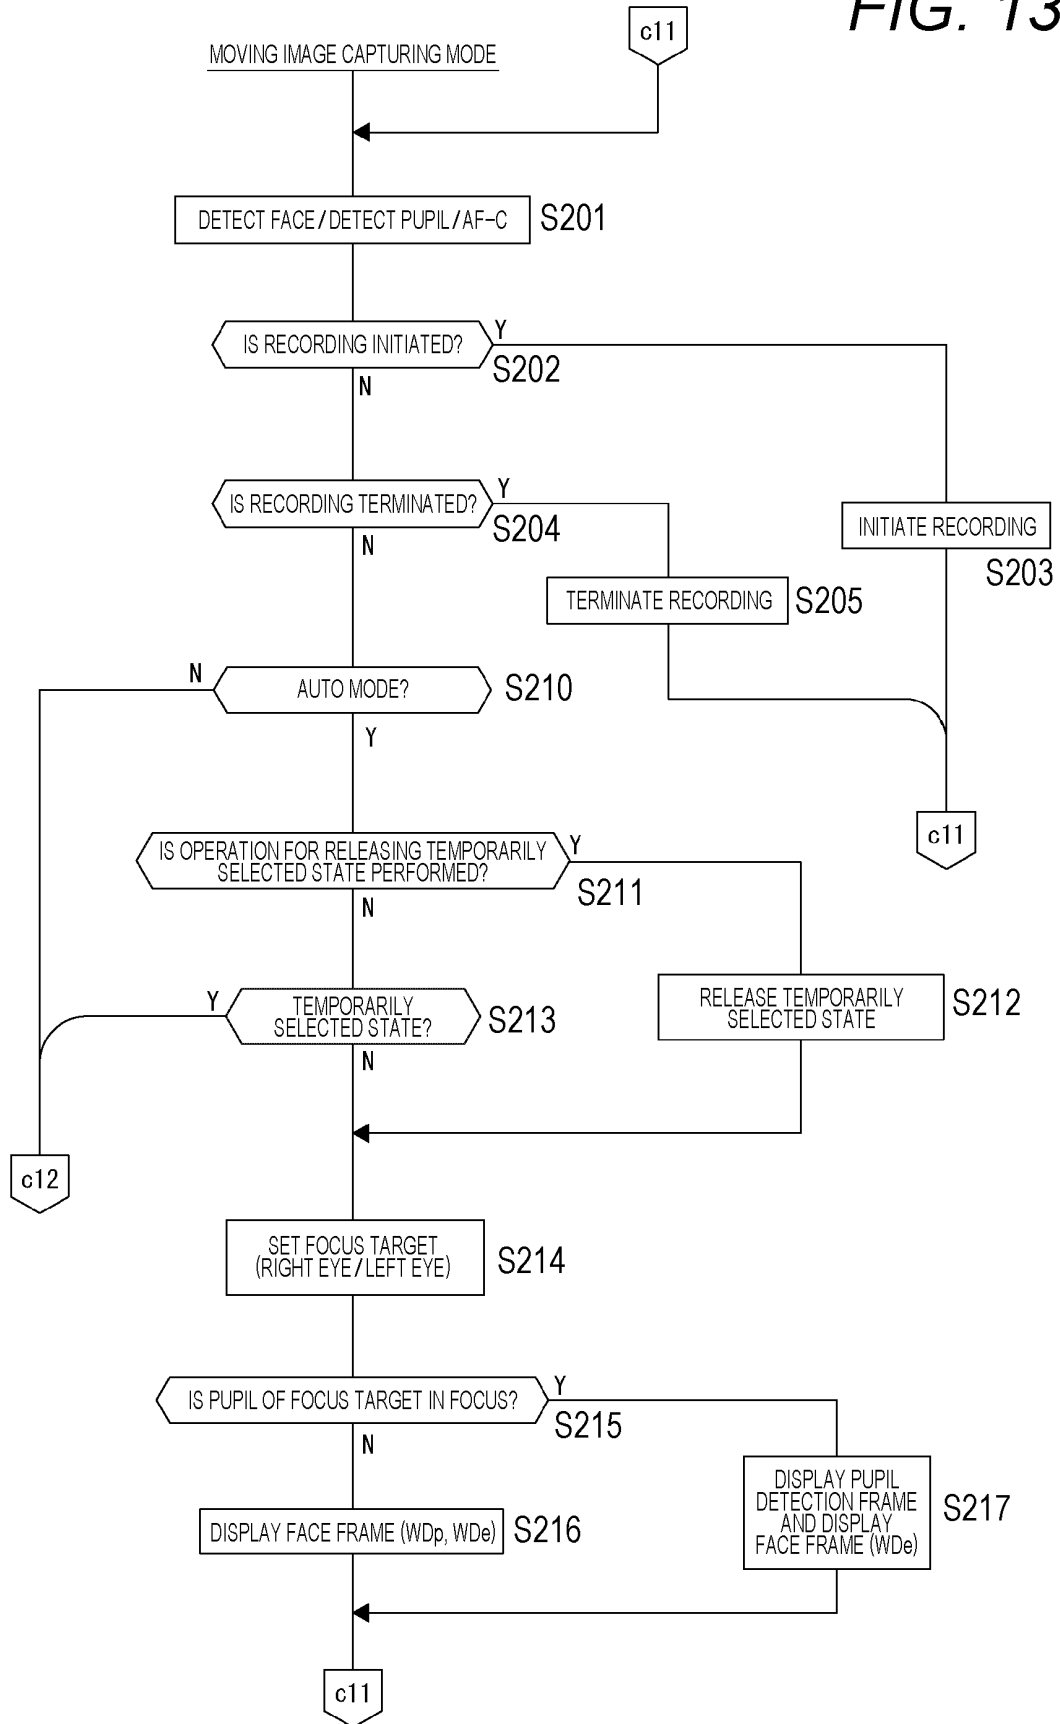 FIG. 13
c11
MOVING IMAGE CAPTURING MODE
DETECT FACE/DETECT PUPIL/AF-C
S201
IS RECORDING INITIATED?
Y
S202
N
IS RECORDING TERMINATED?
Y
S204
N
INITIATE RECORDING
S203
TERMINATE RECORDING
S205
N
AUTO MODE?
S210
Y
c11
IS OPERATION FOR RELEASING TEMPORARILY
SELECTED STATE PERFORMED?
Y
S211
N
RELEASE TEMPORARILY
SELECTED STATE
S212
Y
TEMPORARILY
SELECTED STATE?
S213
N
c12
SET FOCUS TARGET
(RIGHT EYE/LEFT EYE)
S214
IS PUPIL OF FOCUS TARGET IN FOCUS?
Y
S215
N
DISPLAY PUPIL
DETECTION FRAME
AND DISPLAY
FACE FRAME (WDe)
S217
DISPLAY FACE FRAME (WDp, WDe)
S216
c11